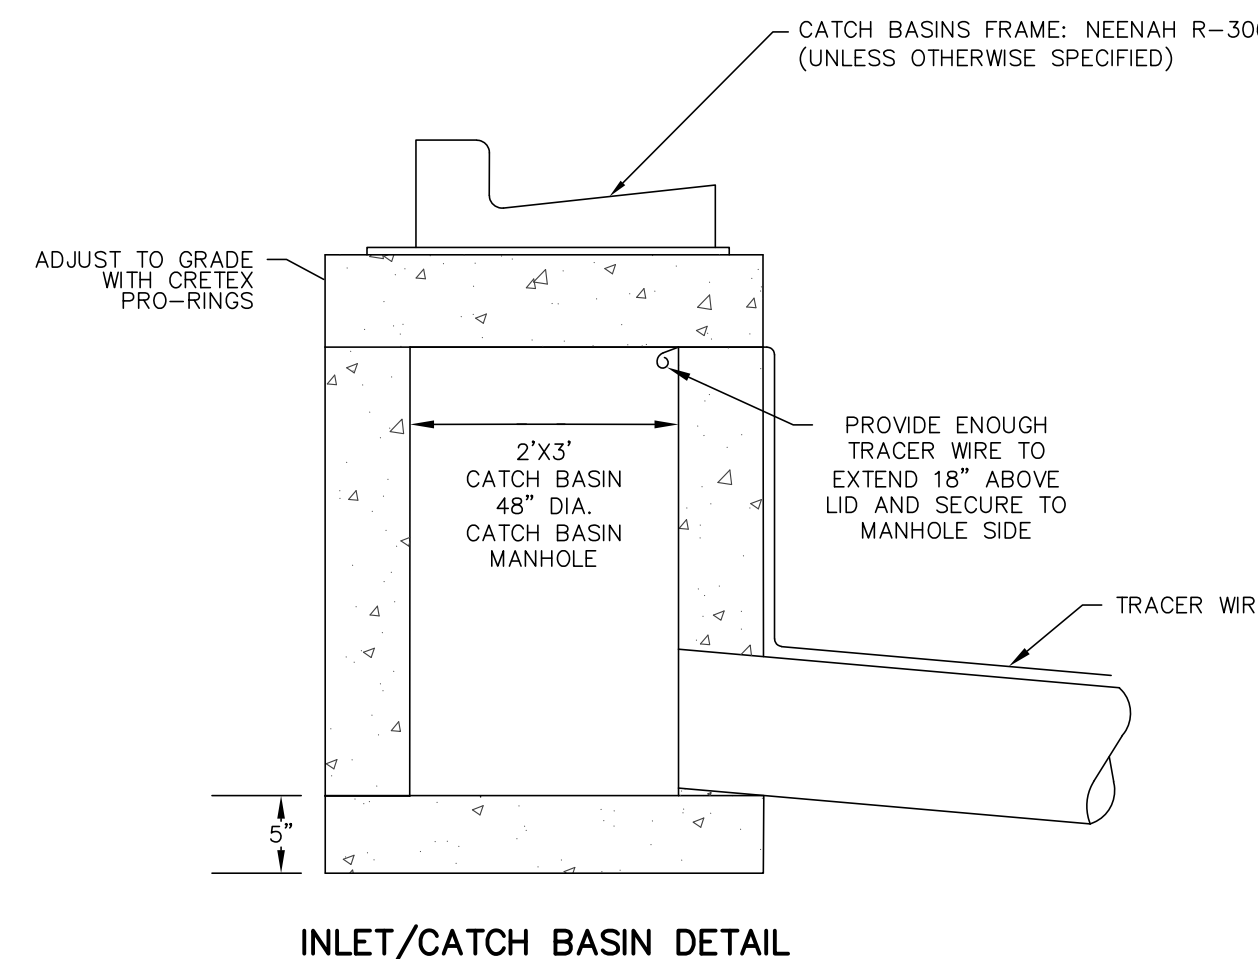 CATCH BASINS FRAME: NEENAH
(UNLESS OTHERWISE SPECIFIED)
ADJUST TO GRADE
WITH CRETEX
PRO-RINGS
2'X3'
CATCH BASIN
48" DIA.
CATCH BASIN
MANHOLE
PROVIDE ENOUGH
TRACER WIRE TO
EXTEND 18" ABOVE
LID AND SECURE TO
MANHOLE SIDE
TRACER
5"
INLET/CATCH BASIN DETAIL